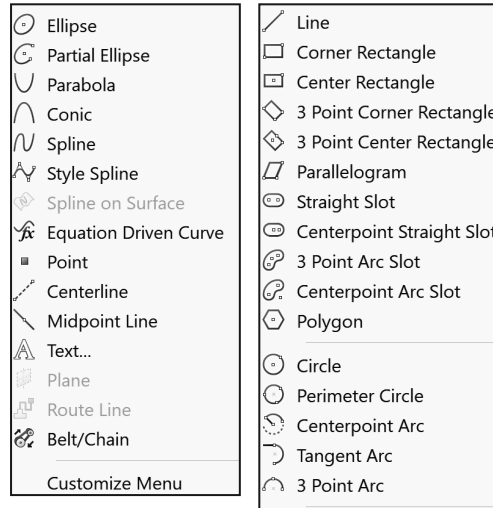 Ellipse
Partial Ellipse
Parabola
Conic
Spline
Style Spline
Spline on Surface
Equation Driven Curve
Point
Centerline
Midpoint Line
Text...
Plane
Route Line
Belt/Chain
Customize Menu
Line
Corner Rectangle
Center Rectangle
3 Point Corner Rectangle
3 Point Center Rectangle
Parallelogram
Straight Slot
Centerpoint Straight Slot
3 Point Arc Slot
Centerpoint Arc Slot
Polygon
Circle
Perimeter Circle
Centerpoint Arc
Tangent Arc
3 Point Arc